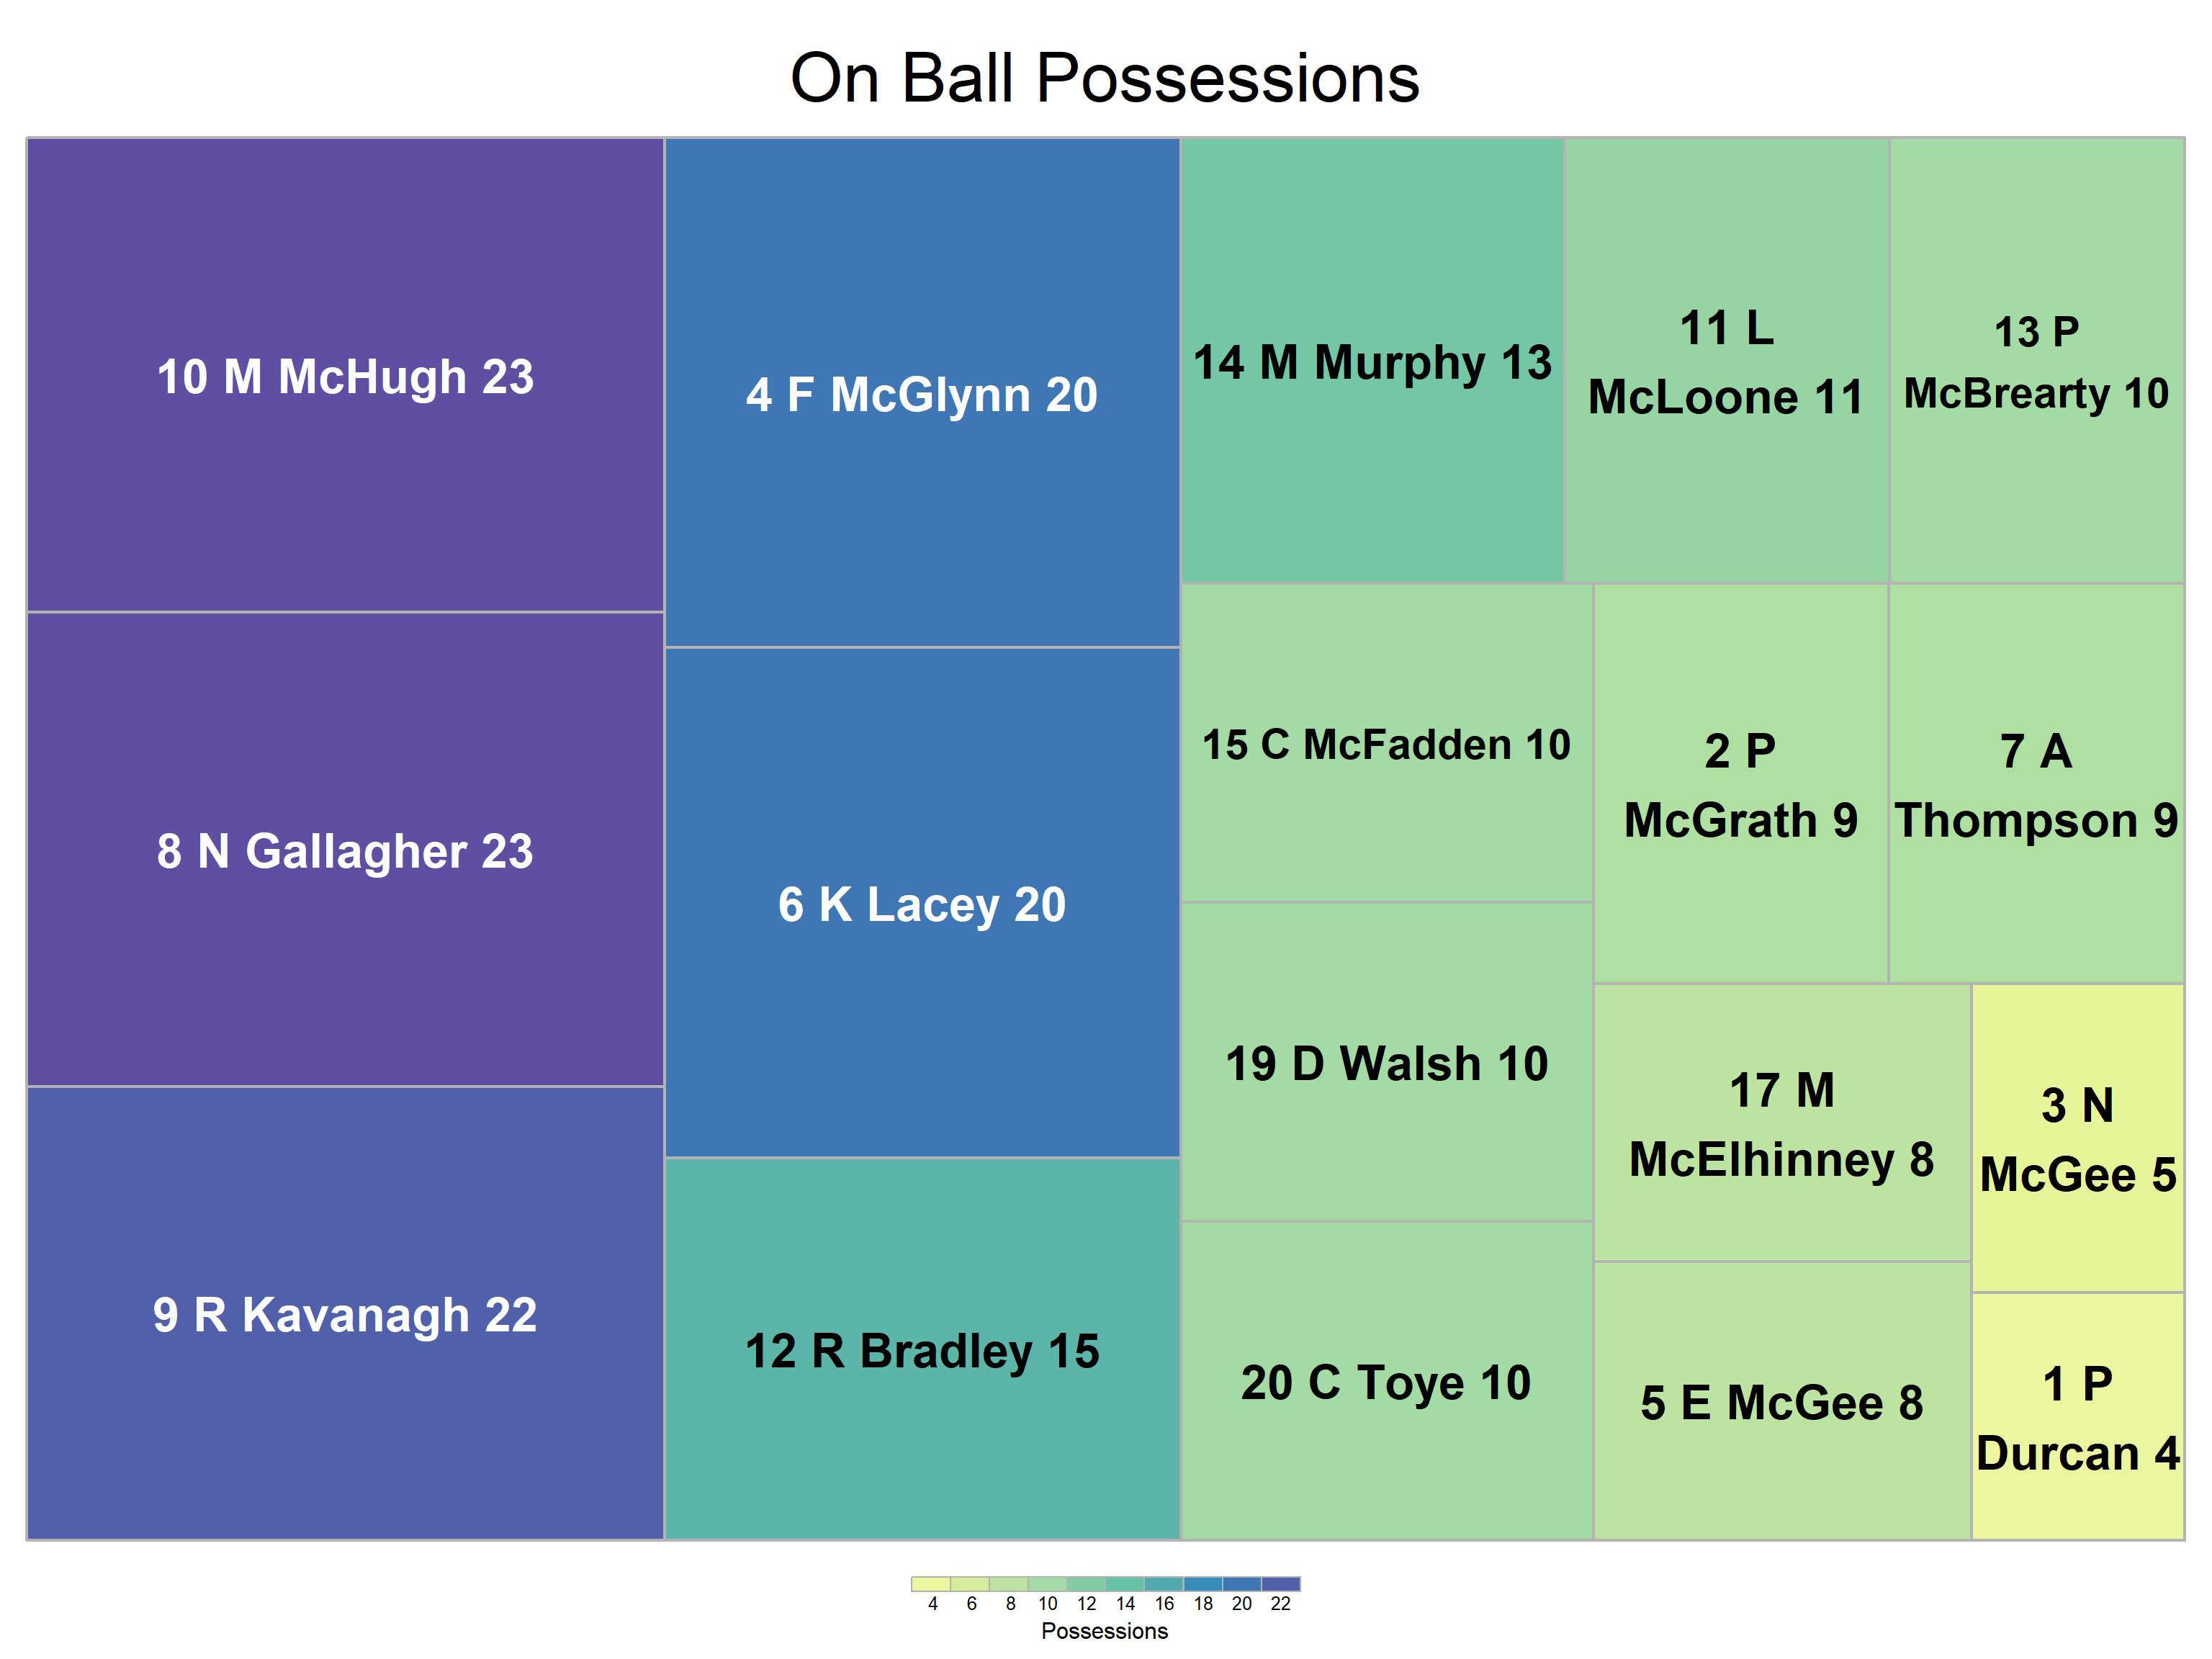 On Ball Possessions
10 M McHugh 23
8 N Gallagher 23
9 R Kavanagh 22
4 F McGlynn 20
6 K Lacey 20
12 R Bradley 15
14 M Murphy 13
11 L
McLoone 11
13 P
McBrearty 10
15 C McFadden 10
19 D Walsh 10
20 C Toye 10
2 P
McGrath 9
7 A
Thompson 9
17 M
McElhinney 8
5 E McGee 8
3 N
McGee 5
1 P
Durcan 4
4 6 8 10 12 14 16 18 20 22
Possessions